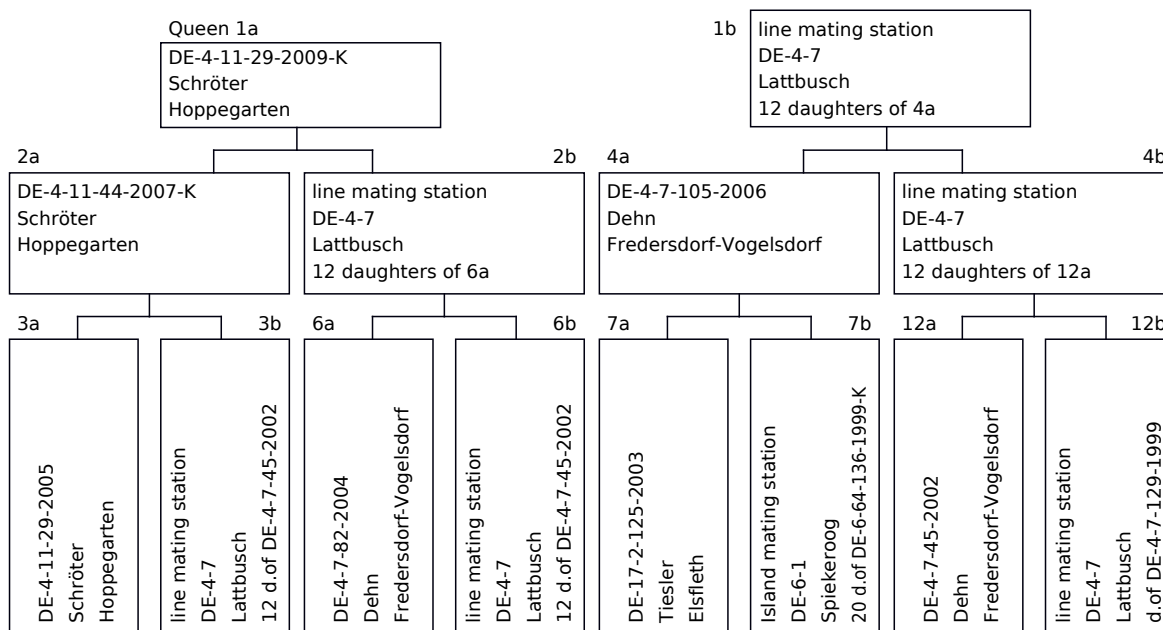 Queen 1a
DE-4-11-29-2009-K
Schröter
Hoppegarten
1b
line mating station
DE-4-7
Lattbusch
12 daughters of 4a
2a
DE-4-11-44-2007-K
Schröter
Hoppegarten
2b
line mating station
DE-4-7
Lattbusch
12 daughters of 6a
4a
DE-4-7-105-2006
Dehn
Fredersdorf-Vogelsdorf
4b
line mating station
DE-4-7
Lattbusch
12 daughters of 12a
3a
DE-4-11-29-2005
Schröter
Hoppegarten
3b
line mating station
DE-4-7
Lattbusch
12 d.of DE-4-7-45-2002
6a
DE-4-7-82-2004
Dehn
Fredersdorf-Vogelsdorf
6b
line mating station
DE-4-7
Lattbusch
12 d.of DE-4-7-45-2002
7a
DE-17-2-125-2003
Tiesler
Elsfleth
7b
Island mating station
DE-6-1
Spiekeroog
20 d.of DE-6-64-136-1999-K
12a
DE-4-7-45-2002
Dehn
Fredersdorf-Vogelsdorf
12b
line mating station
DE-4-7
Lattbusch
d.of DE-4-7-129-1999